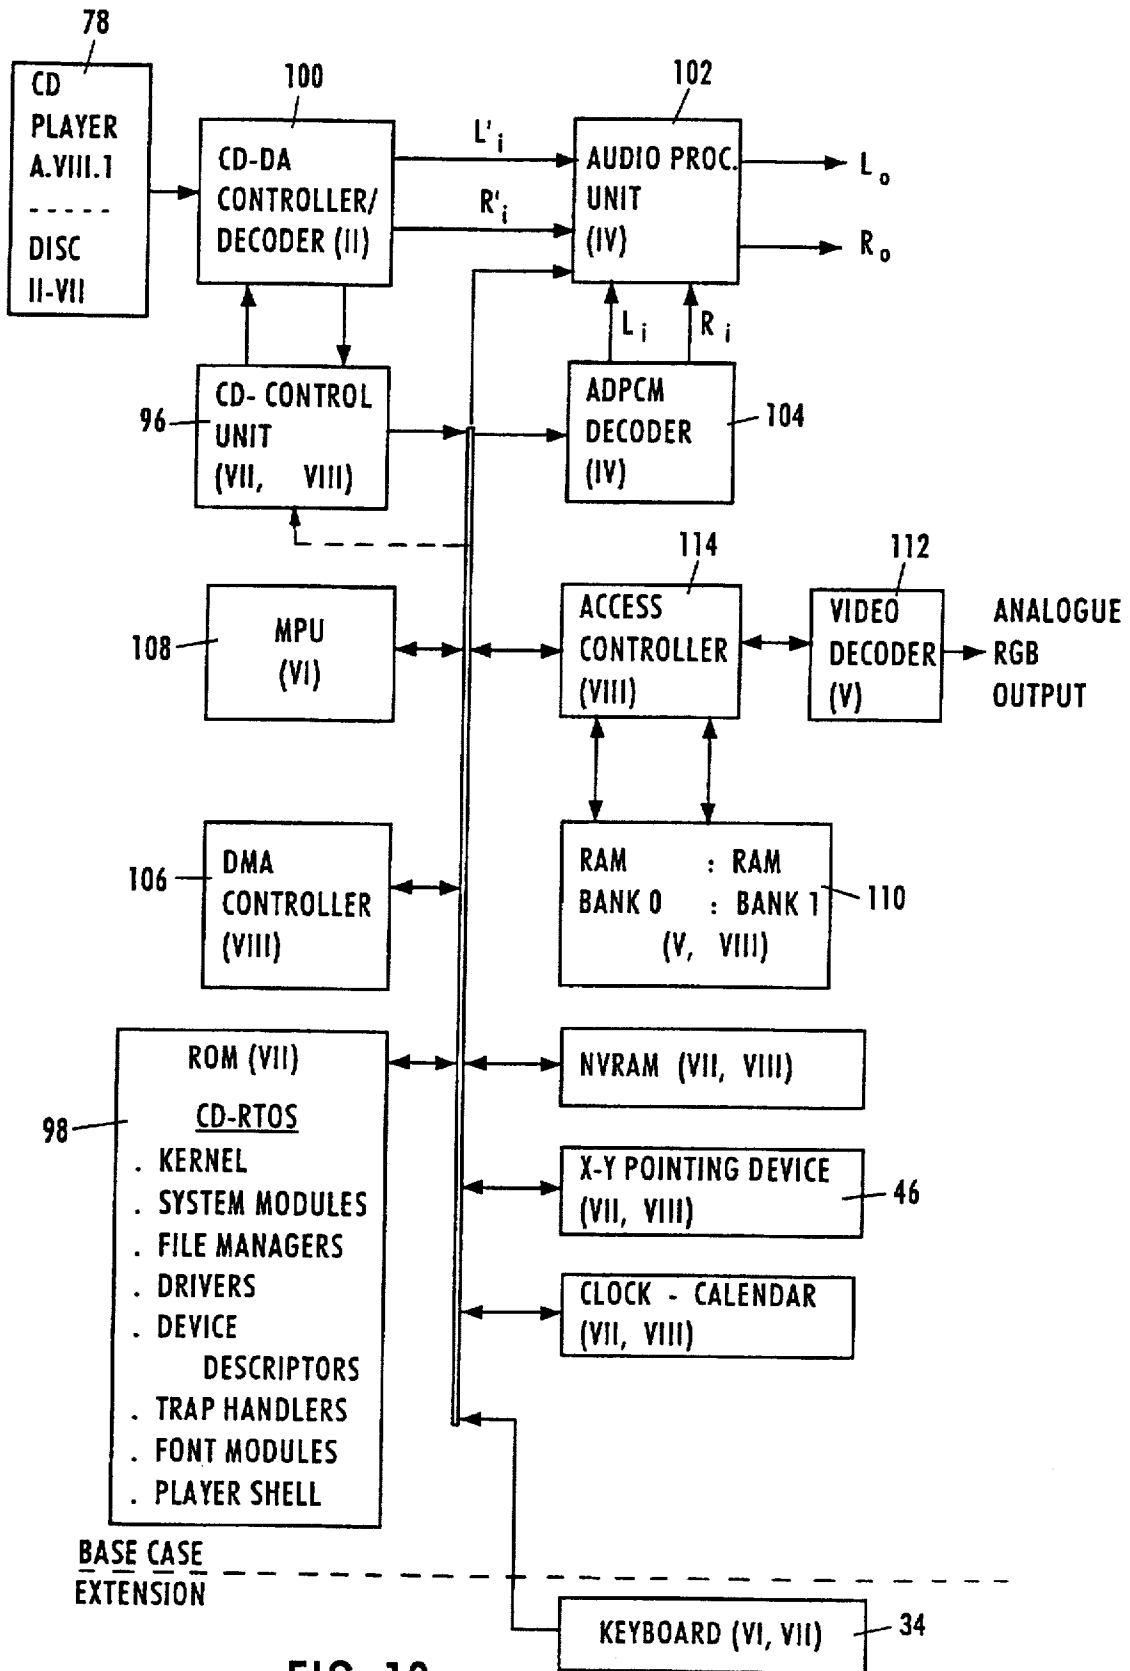 78
CD
PLAYER
A.VIII.1
-----
DISC
II-VII
100
CD-DA
CONTROLLER/
DECODER (II)
L'i
R'i
102
AUDIO PROC.
UNIT
(IV)
Lo
Ro
Li
Ri
96
CD- CONTROL
UNIT
(VII, VIII)
ADPCM
DECODER
(IV)
104
108
MPU
(VI)
114
ACCESS
CONTROLLER
(VIII)
112
VIDEO
DECODER
(V)
ANALOGUE
RGB
OUTPUT
106
DMA
CONTROLLER
(VIII)
RAM : RAM
BANK 0 : BANK 1
(V, VIII)
110
98
ROM (VII)
CD-RTOS
. KERNEL
. SYSTEM MODULES
. FILE MANAGERS
. DRIVERS
. DEVICE
DESCRIPTORS
. TRAP HANDLERS
. FONT MODULES
. PLAYER SHELL
NVRAM (VII, VIII)
X-Y POINTING DEVICE
(VII, VIII)
46
CLOCK - CALENDAR
(VII, VIII)
BASE CASE
EXTENSION
KEYBOARD (VI, VII)
34